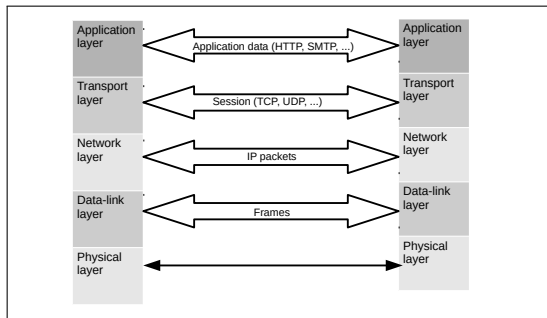 Application
layer
Application data (HTTP, SMTP, ...)
Application
layer
Transport
layer
Session (TCP, UDP, ...)
Transport
layer
Network
layer
IP packets
Network
layer
Data-link
layer
Frames
Data-link
layer
Physical
layer
Physical
layer